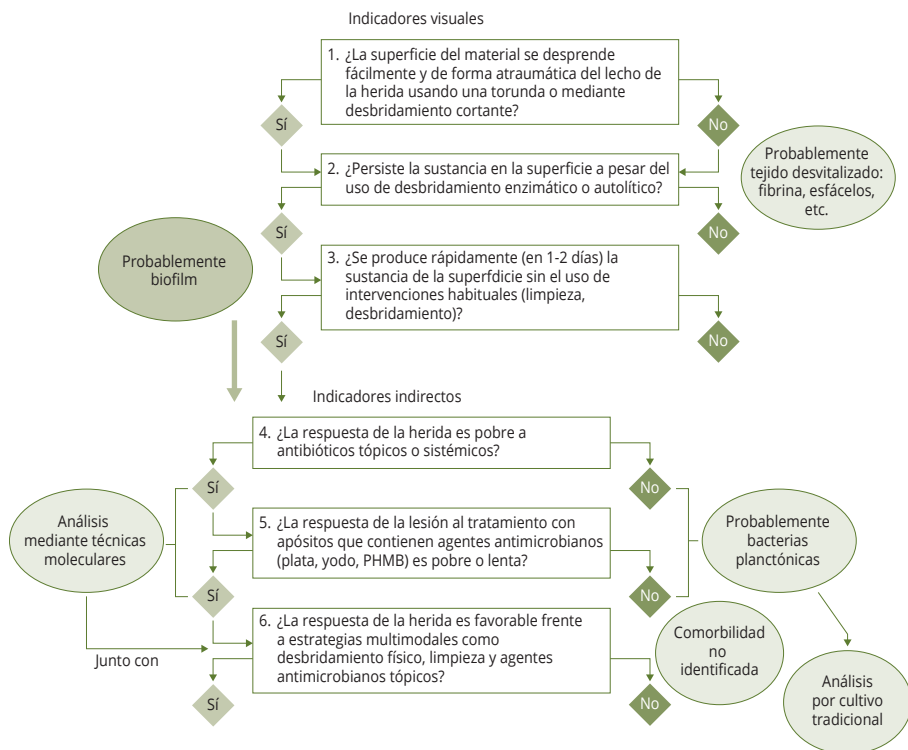 Indicadores visuales
1. ¿La superficie del material se desprende
fácilmente y de forma atraumática del lecho de
la herida usando una torunda o mediante
desbridamiento cortante?
Sí
No
2. ¿Persiste la sustancia en la superficie a pesar del
uso de desbridamiento enzimático o autolítico?
Probablemente
tejido desvitalizado:
fibrina, esfácelos,
etc.
Sí
No
Probablemente
biofilm
3. ¿Se produce rápidamente (en 1-2 días) la
sustancia de la superfdicie sin el uso de
intervenciones habituales (limpieza,
desbridamiento)?
Sí
No
Indicadores indirectos
4. ¿La respuesta de la herida es pobre a
antibióticos tópicos o sistémicos?
Sí
No
Análisis
mediante técnicas
moleculares
5. ¿La respuesta de la lesión al tratamiento con
apósitos que contienen agentes antimicrobianos
(plata, yodo, PHMB) es pobre o lenta?
Probablemente
bacterias
planctónicas
Sí
No
6. ¿La respuesta de la herida es favorable frente
a estrategias multimodales como
desbridamiento físico, limpieza y agentes
antimicrobianos tópicos?
Junto con
Comorbilidad
no
identificada
Sí
No
Análisis
por cultivo
tradicional